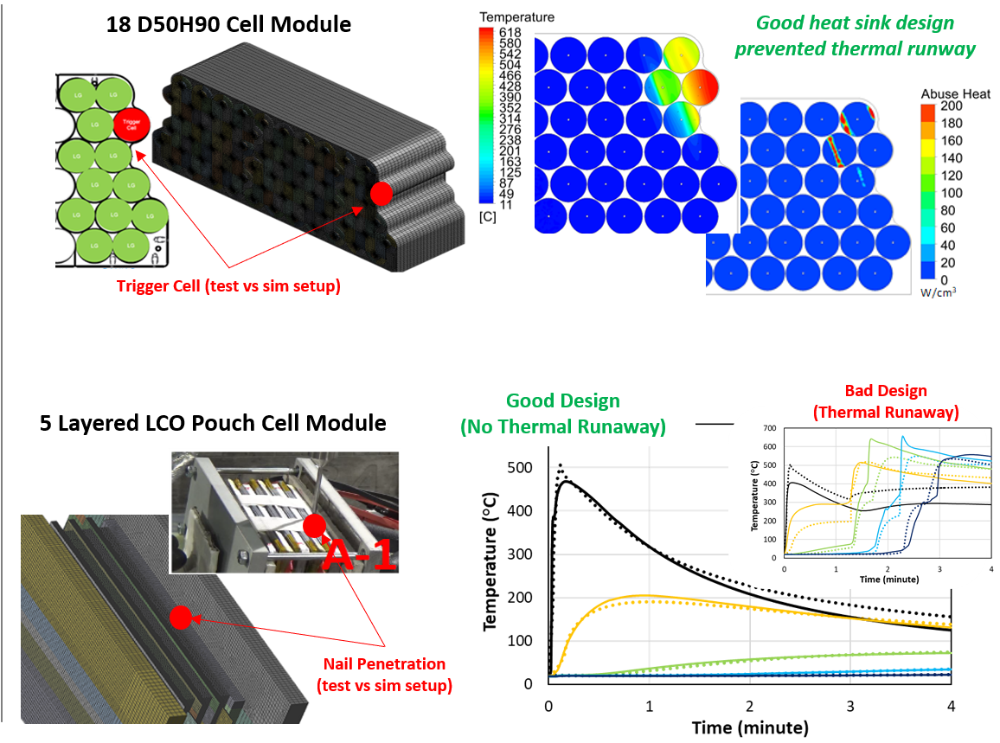 18 D50H90 Cell Module
LG
LG
LG
Trigger
Cell
LG
LG
LG
LG
LG
LG
LG
LG
LG
Trigger Cell (test vs sim setup)
Temperature
618
580
542
504
466
428
390
352
314
276
238
201
163
125
87
49
11
[C]
Good heat sink design
prevented thermal runway
Abuse Heat
200
180
160
140
120
100
80
60
40
20
0
W/cm³
5 Layered LCO Pouch Cell Module
A-1
Nail Penetration
(test vs sim setup)
Good Design
(No Thermal Runaway)
Temperature (°C)
500
400
300
200
100
0
0
1
2
3
4
Time (minute)
Bad Design
(Thermal Runaway)
Temperature (°C)
700
600
500
400
300
200
100
0
0
1
2
3
4
Time (minute)